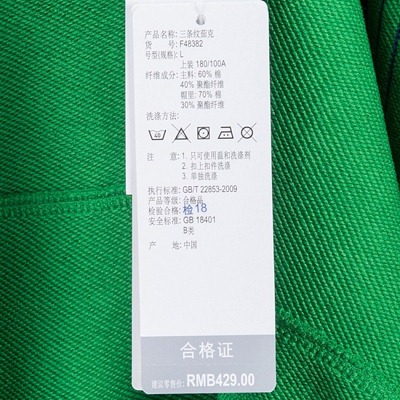 产品名称: 三条纹茄克
货 号: F48382
号型(规格): L
上装 180/100A
纤维成分: 主料: 60% 棉
40% 聚酯纤维
帽里: 70% 棉
30% 聚酯纤维
洗涤方法:
40
注 意: 1. 只可使用温和洗涤剂
2. 扣上扣件洗涤
3. 单独洗涤
执行标准: GB/T 22853-2009
产品等级: 合格品
检验合格: 检18
安全标准: GB 18401
B类
产 地: 中国
合格证
建议零售价: RMB429.00